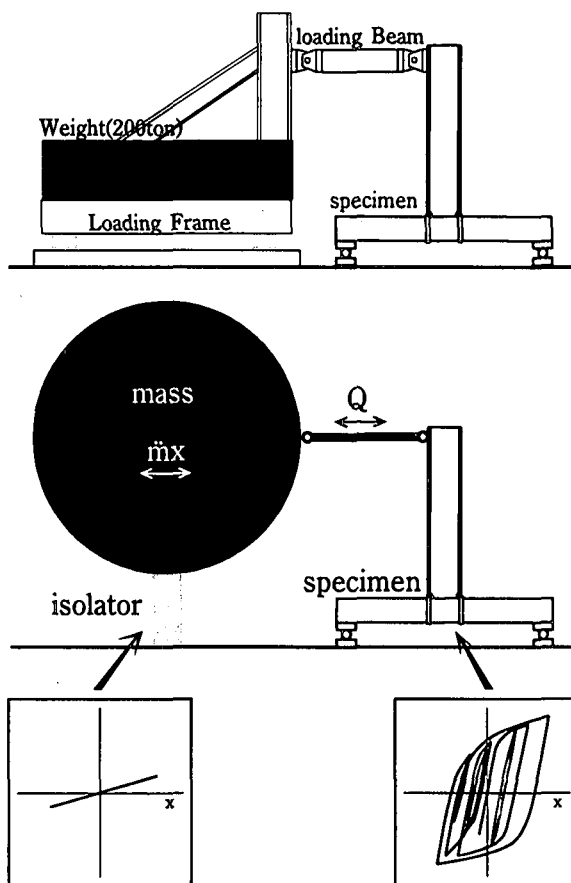 loading Beam
Weight(200ton)
specimen
Loading Frame
mass
Q
m̈x
specimen
isolator
x
x